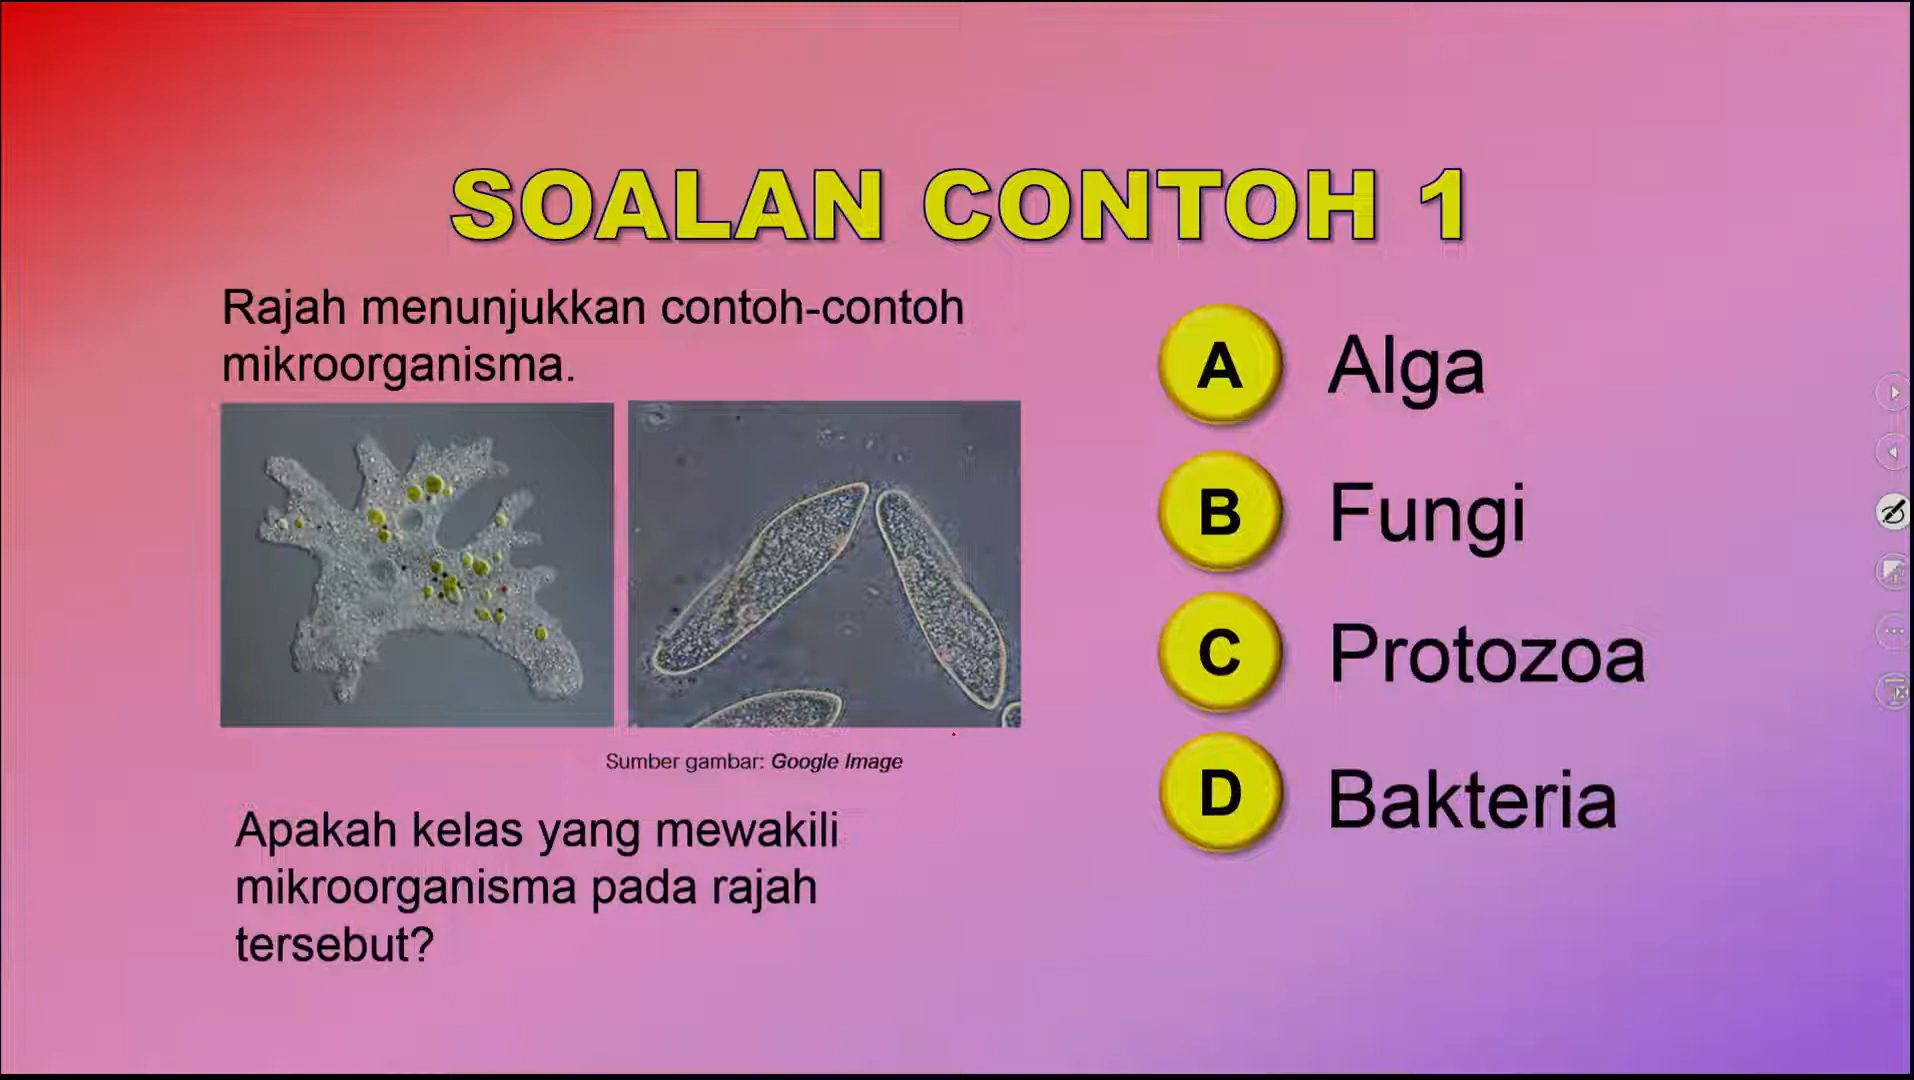 SOALAN CONTOH 1
Rajah menunjukkan contoh-contoh
mikroorganisma.
Sumber gambar: Google Image
Apakah kelas yang mewakili
mikroorganisma pada rajah
tersebut?
A Alga
B Fungi
C Protozoa
D Bakteria